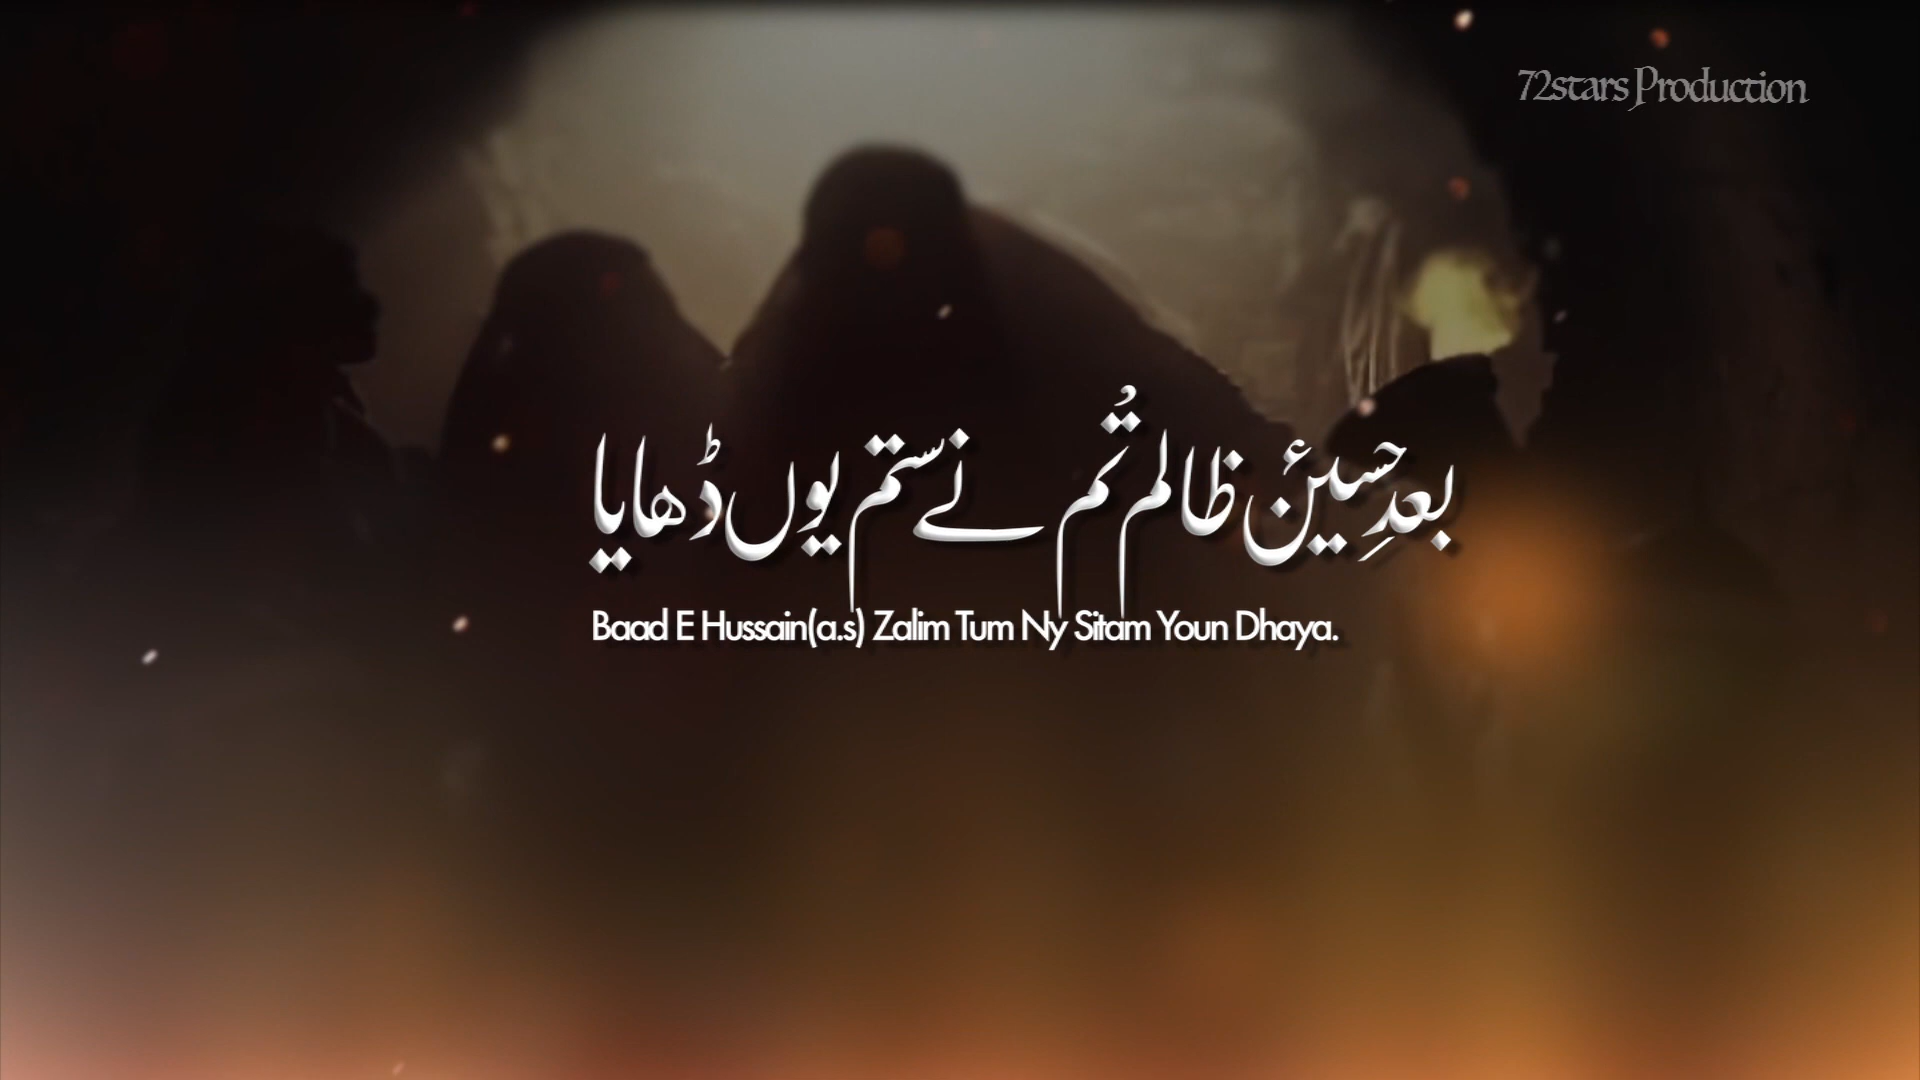 72stars Production
بعدِ حسینؑ ظالم تُم نے ستم یوں ڈھایا
Baad E Hussain(a.s) Zalim Tum Ny Sitam Youn Dhaya.